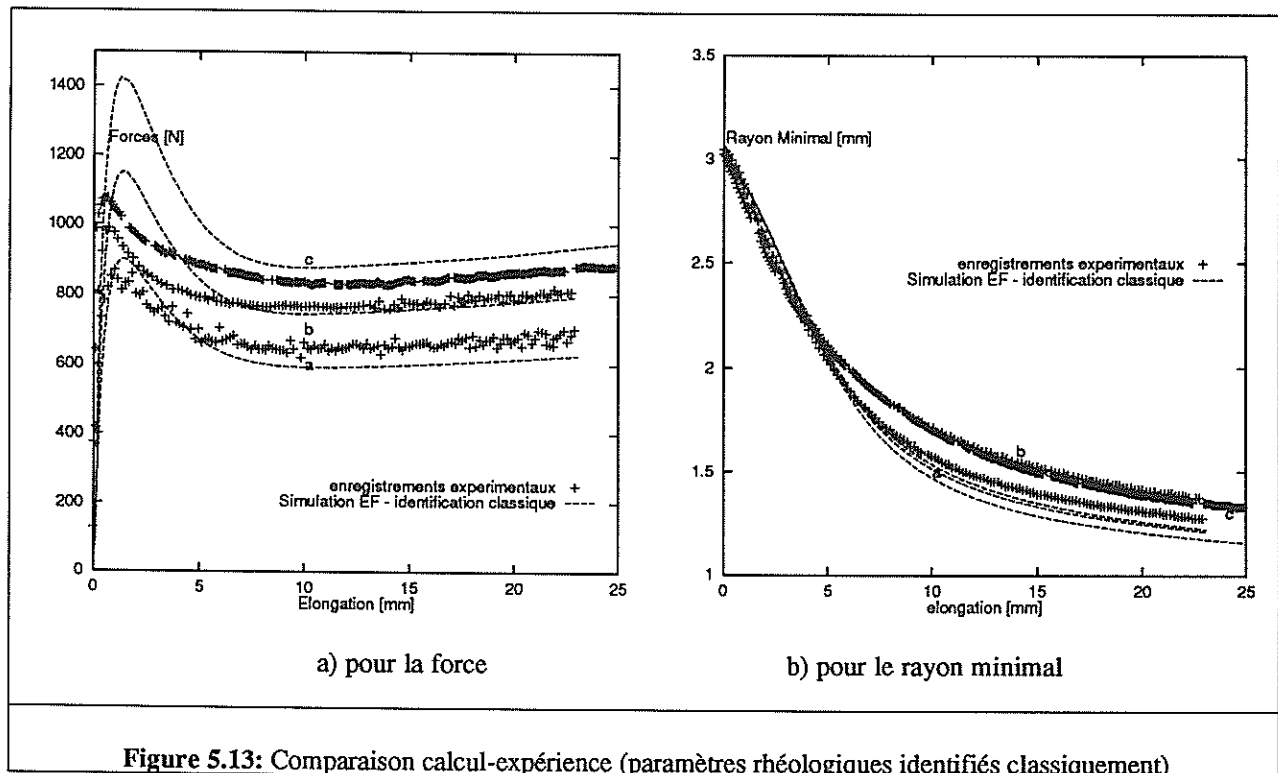 1400
1200
1000
800
600
400
200
0
Forces [N]
c
b
a
enregistrements experimentaux
Simulation EF - identification classique
0
5
10
15
20
25
Elongation [mm]
a) pour la force
3.5
3
2.5
2
1.5
1
Rayon Minimal [mm]
enregistrements experimentaux
Simulation EF - identification classique
b
a
c
0
5
10
15
20
25
elongation [mm]
b) pour le rayon minimal
Figure 5.13: Comparaison calcul-expérience (paramètres rhéologiques identifiés classiquement)